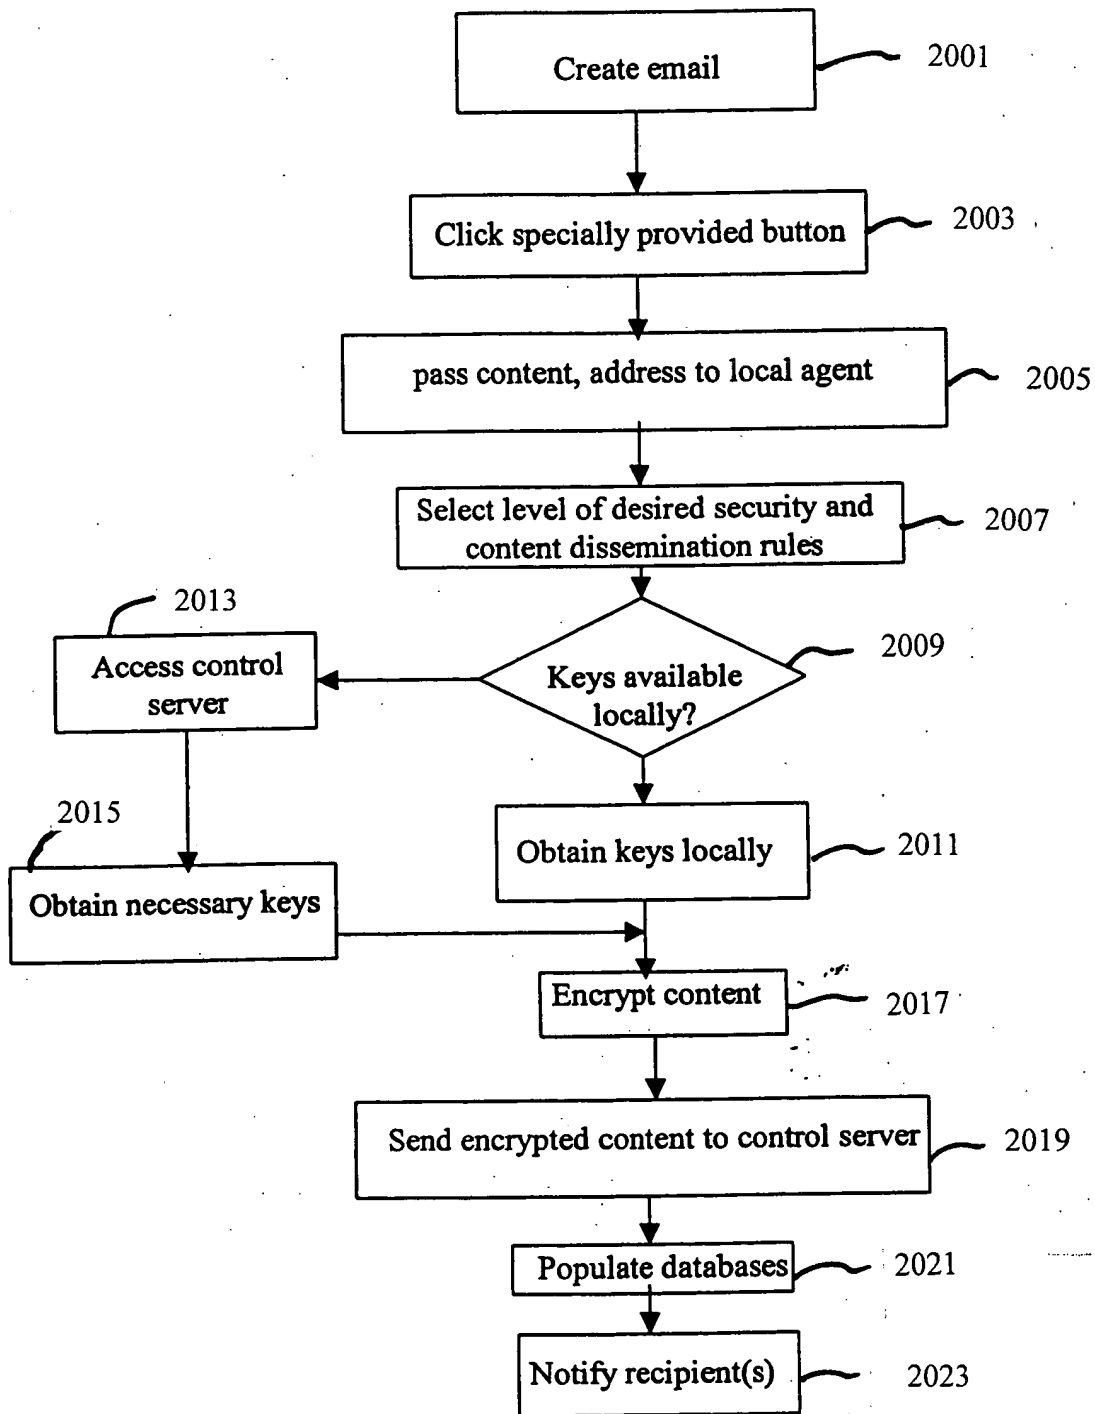 Create email
2001
Click specially provided button
2003
pass content, address to local agent
2005
Select level of desired security and
content dissemination rules
2007
2013
Access control
server
Keys available
locally?
2009
2015
Obtain necessary keys
Obtain keys locally
2011
Encrypt content
2017
Send encrypted content to control server
2019
Populate databases
2021
Notify recipient(s)
2023